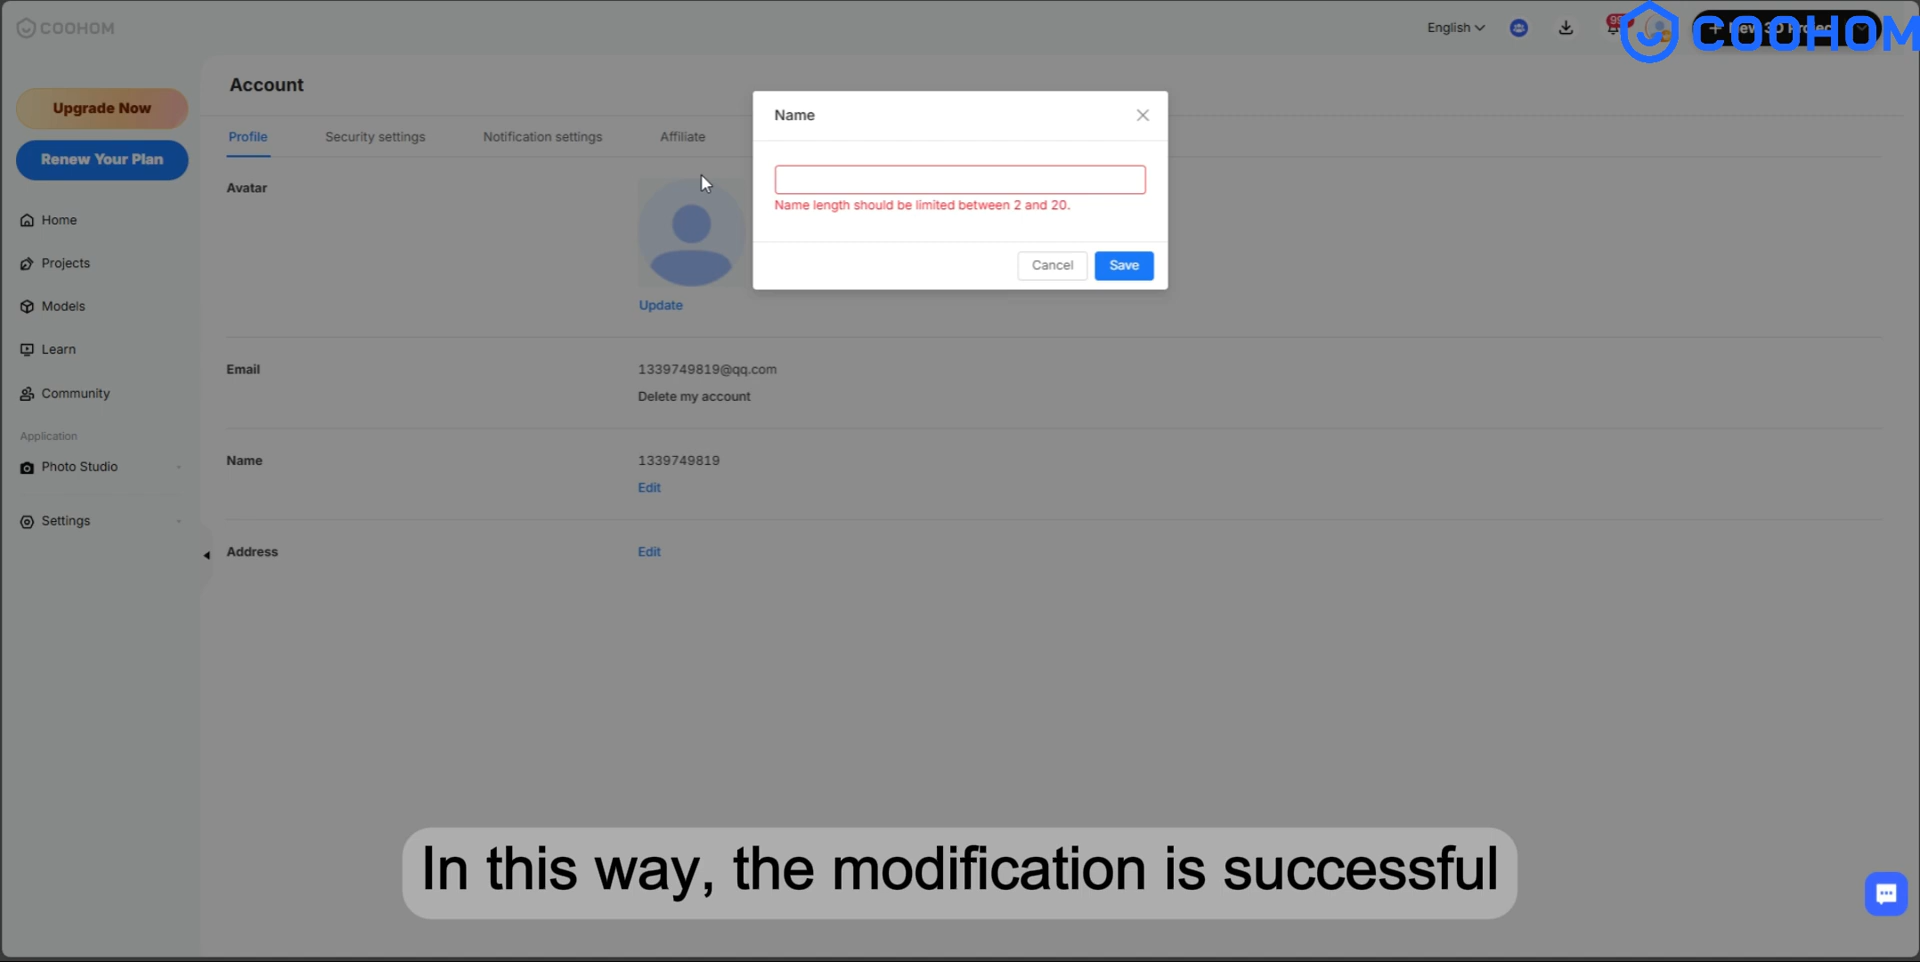 COOHOM
English
99
COOHOM
Account
Upgrade Now
Renew Your Plan
Profile
Security settings
Notification settings
Affiliate
Name
Name length should be limited between 2 and 20.
Cancel
Save
Avatar
Update
Home
Projects
Models
Learn
Community
Application
Photo Studio
Settings
Email
1339749819@qq.com
Delete my account
Name
1339749819
Edit
Address
Edit
In this way, the modification is successful